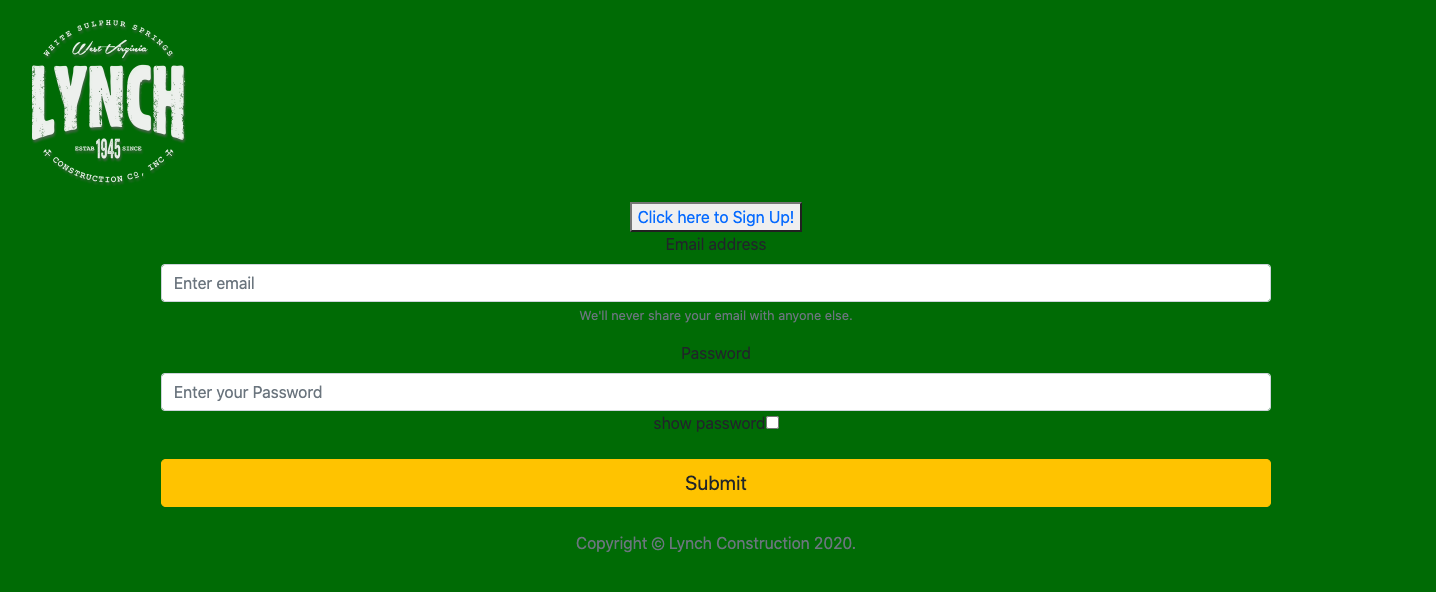 WHITE SULPHUR SPRINGS
West Virginia
LYNCH
ESTAB 1945 SINCE
CONSTRUCTION CO, INC
Click here to Sign Up!
Email address
Enter email
We'll never share your email with anyone else.
Password
Enter your Password
show password
Submit
Copyright © Lynch Construction 2020.